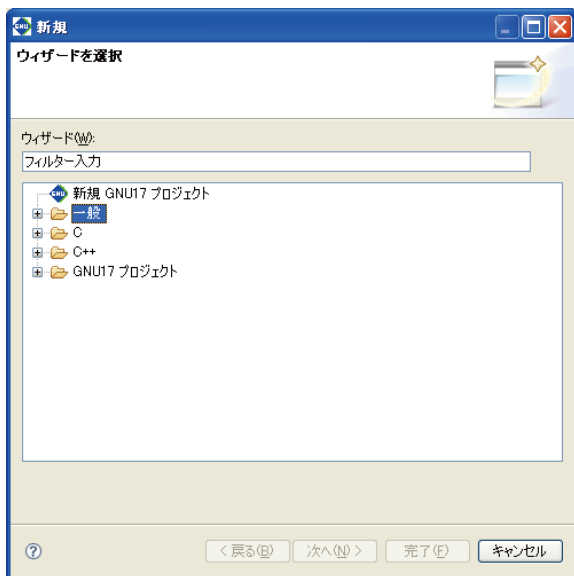 新規
ウィザードを選択
ウィザード(W):
フィルター入力
新規 GNU17 プロジェクト
一般
C
C++
GNU17 プロジェクト
< 戻る(B) 次へ(N) > 完了(F) キャンセル